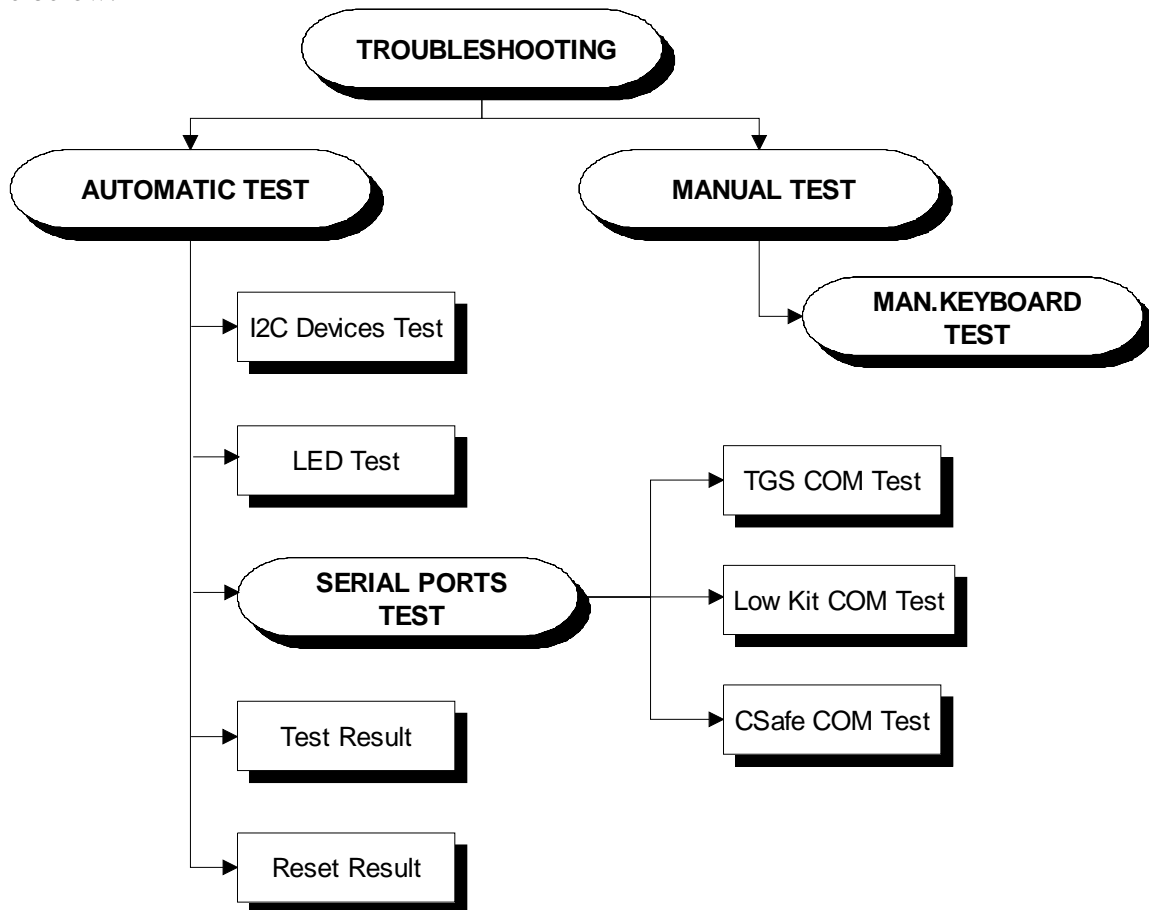 TROUBLESHOOTING
AUTOMATIC TEST
MANUAL TEST
I2C Devices Test
MAN.KEYBOARD
TEST
LED Test
TGS COM Test
SERIAL PORTS
TEST
Low Kit COM Test
Test Result
CSafe COM Test
Reset Result